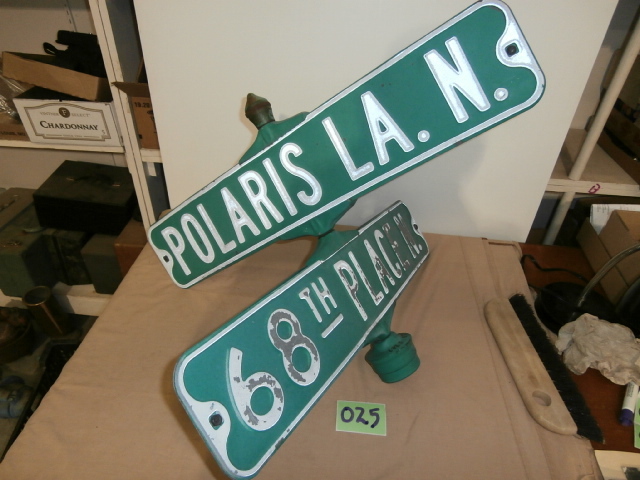 POLARIS LA. N.
68TH PLACE N.
025
CHARDONNAY